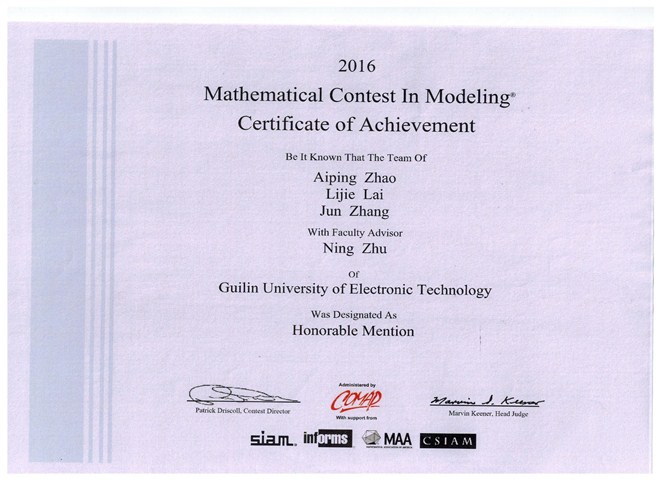 2016
Mathematical Contest In Modeling®
Certificate of Achievement
Be It Known That The Team Of
Aiping Zhao
Lijie Lai
Jun Zhang
With Faculty Advisor
Ning Zhu
Of
Guilin University of Electronic Technology
Was Designated As
Honorable Mention
Administered by
COMAP
With support from
Patrick Driscoll, Contest Director
Marvin J. Keener
Marvin Keener, Head Judge
siam. informs MAA CSIAM